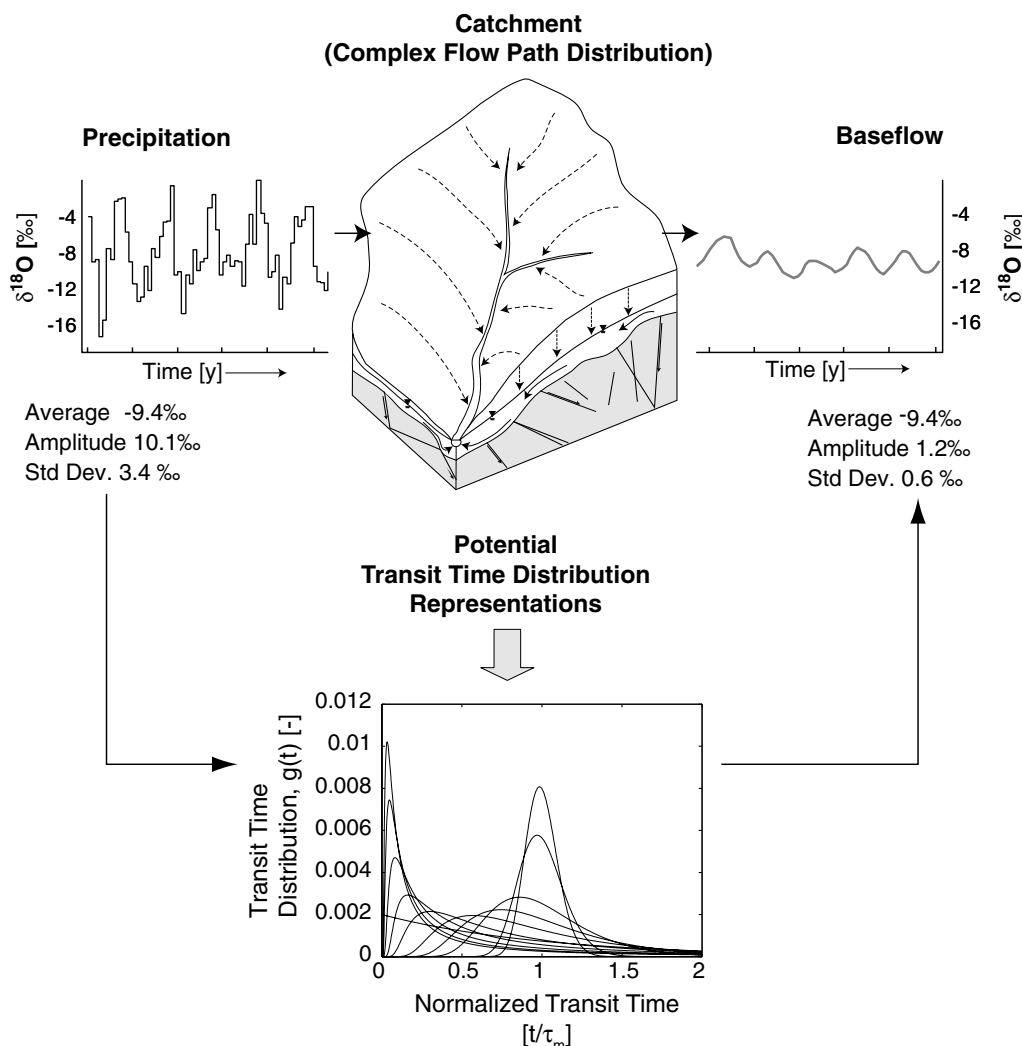 Catchment
(Complex Flow Path Distribution)
Precipitation
Baseflow
δ¹⁸O [‰]
-4
-8
-12
-16
Time [y]
-4
-8
-12
-16
δ¹⁸O [‰]
Time [y]
Average -9.4‰
Amplitude 10.1‰
Std Dev. 3.4 ‰
Average -9.4‰
Amplitude 1.2‰
Std Dev. 0.6 ‰
Potential
Transit Time Distribution
Representations
Transit Time
Distribution, g(t) [-]
0.012
0.01
0.008
0.006
0.004
0.002
0
0
0.5
1
1.5
2
Normalized Transit Time
[t/τₘ]